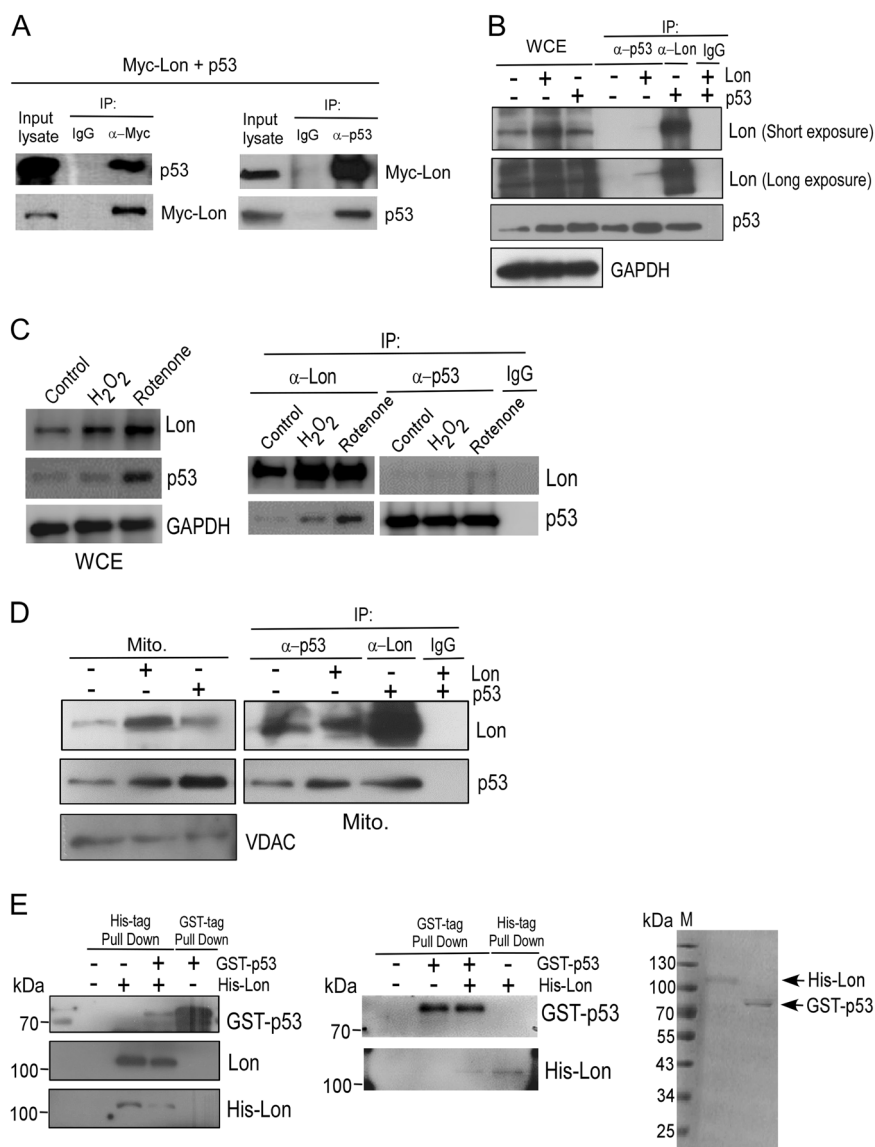 A
Myc-Lon + p53
IP:
Input lysate IgG α–Myc
p53
Myc-Lon
IP:
Input lysate IgG α–p53
Myc-Lon
p53
B
IP:
WCE α–p53 α–Lon IgG
- + - - + - + Lon
- - + - - + + p53
Lon (Short exposure)
Lon (Long exposure)
p53
GAPDH
C
Control H2O2 Rotenone
Lon
p53
GAPDH
WCE
IP:
α–Lon α–p53 IgG
Control H2O2 Rotenone Control H2O2 Rotenone
Lon
p53
D
IP:
Mito. α–p53 α–Lon IgG
- + - - + - + Lon
- - + - - + + p53
Lon
p53
Mito.
VDAC
E
His-tag Pull Down GST-tag Pull Down
- - + + GST-p53
kDa - + + - His-Lon
70 GST-p53
100 Lon
100 His-Lon
GST-tag Pull Down His-tag Pull Down
- + + - GST-p53
kDa - - + + His-Lon
70 GST-p53
100 His-Lon
kDa M
130
100 His-Lon
70 GST-p53
55
43
34
25